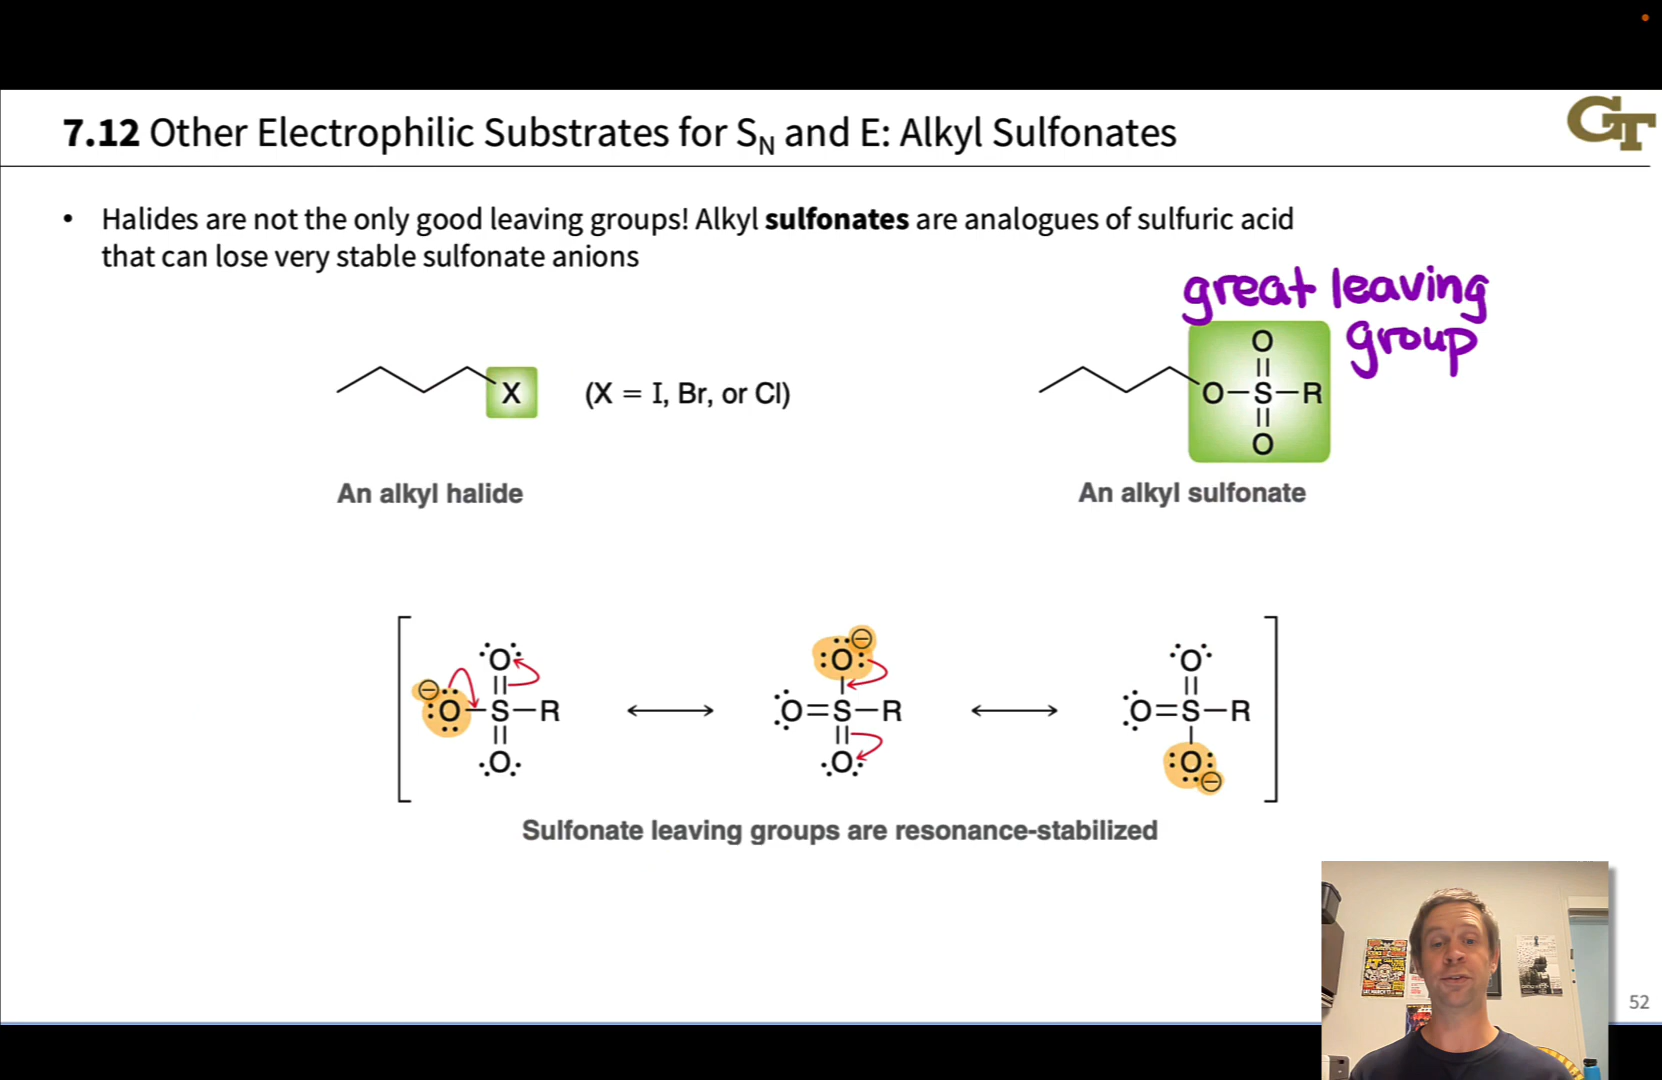 7.12 Other Electrophilic Substrates for SN and E: Alkyl Sulfonates
GT
• Halides are not the only good leaving groups! Alkyl sulfonates are analogues of sulfuric acid
that can lose very stable sulfonate anions
great leaving
group
X
(X = I, Br, or Cl)
O
O–S–R
O
An alkyl halide
An alkyl sulfonate
:O:
⊖:O–S–R
:O:
:O:⊖
:O=S–R
:O:
:O:
:O=S–R
:O:⊖
Sulfonate leaving groups are resonance-stabilized
52